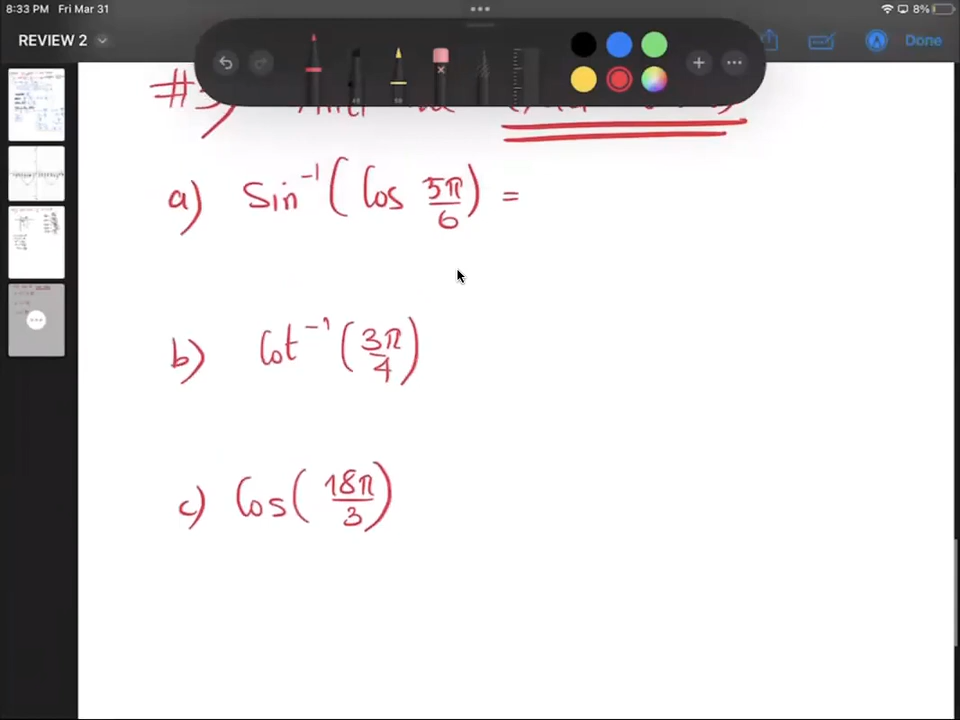 8:33 PM Fri Mar 31
8%
REVIEW 2
Done
a) Sin⁻¹ ( Cos 5π/6 ) =
b) Cot⁻¹ ( 3π/4 )
c) Cos ( 18π/3 )